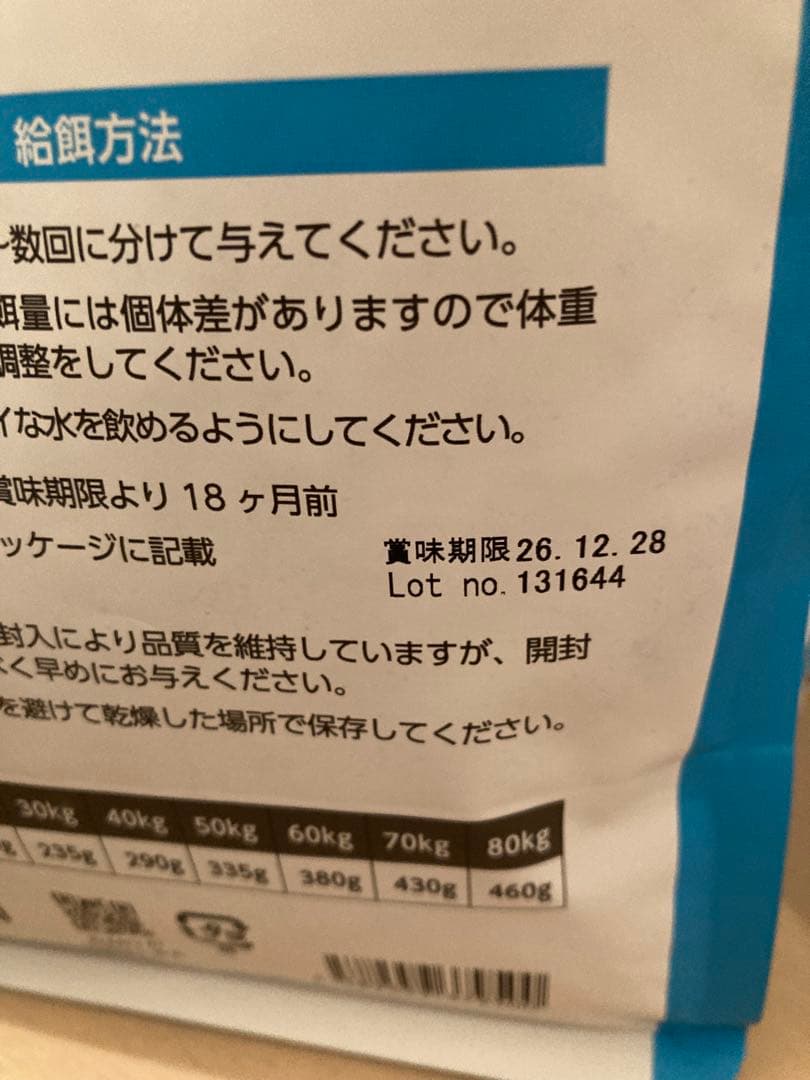 給餌方法
〜数回に分けて与えてください。
餌量には個体差がありますので体重
調整をしてください。
イな水を飲めるようにしてください。
賞味期限より 18 ヶ月前
ッケージに記載
賞味期限26. 12. 28
Lot no. 131644
封入により品質を維持していますが、開封
べく早めにお与えください。
を避けて乾燥した場所で保存してください。
30kg 40kg 50kg 60kg 70kg 80kg
235g 290g 335g 380g 430g 460g